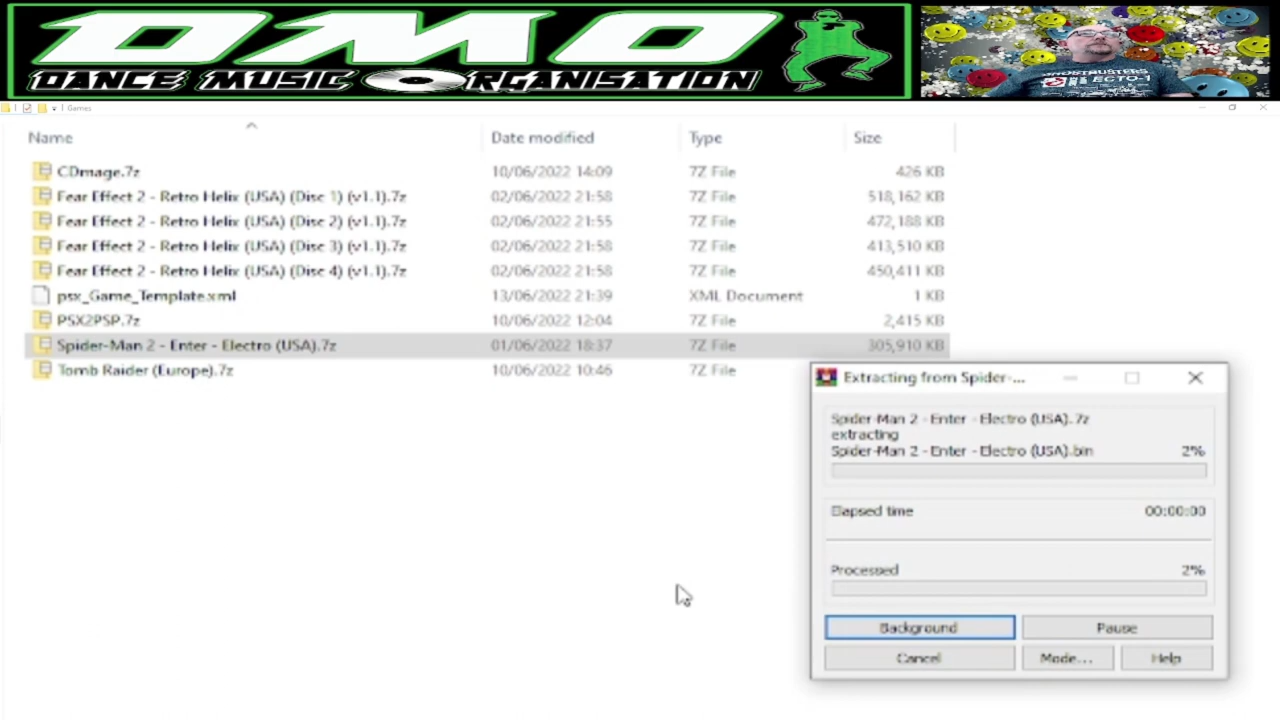 DMO
DANCE MUSIC ORGANISATION
GHOSTBUSTERS
ECTO-1
Games
Name Date modified Type Size
CDmage.7z 10/06/2022 14:09 7Z File 426 KB
Fear Effect 2 - Retro Helix (USA) (Disc 1) (v1.1).7z 02/06/2022 21:58 7Z File 518,162 KB
Fear Effect 2 - Retro Helix (USA) (Disc 2) (v1.1).7z 02/06/2022 21:55 7Z File 472,188 KB
Fear Effect 2 - Retro Helix (USA) (Disc 3) (v1.1).7z 02/06/2022 21:58 7Z File 413,510 KB
Fear Effect 2 - Retro Helix (USA) (Disc 4) (v1.1).7z 02/06/2022 21:58 7Z File 450,411 KB
psx_Game_Template.xml 13/06/2022 21:39 XML Document 1 KB
PSX2PSP.7z 10/06/2022 12:04 7Z File 2,415 KB
Spider-Man 2 - Enter - Electro (USA).7z 01/06/2022 18:37 7Z File 305,910 KB
Tomb Raider (Europe).7z 10/06/2022 10:46 7Z File
Extracting from Spider-...
Spider-Man 2 - Enter - Electro (USA).7z
extracting
Spider-Man 2 - Enter - Electro (USA).bin 2%
Elapsed time 00:00:00
Processed 2%
Background Pause
Cancel Mode... Help